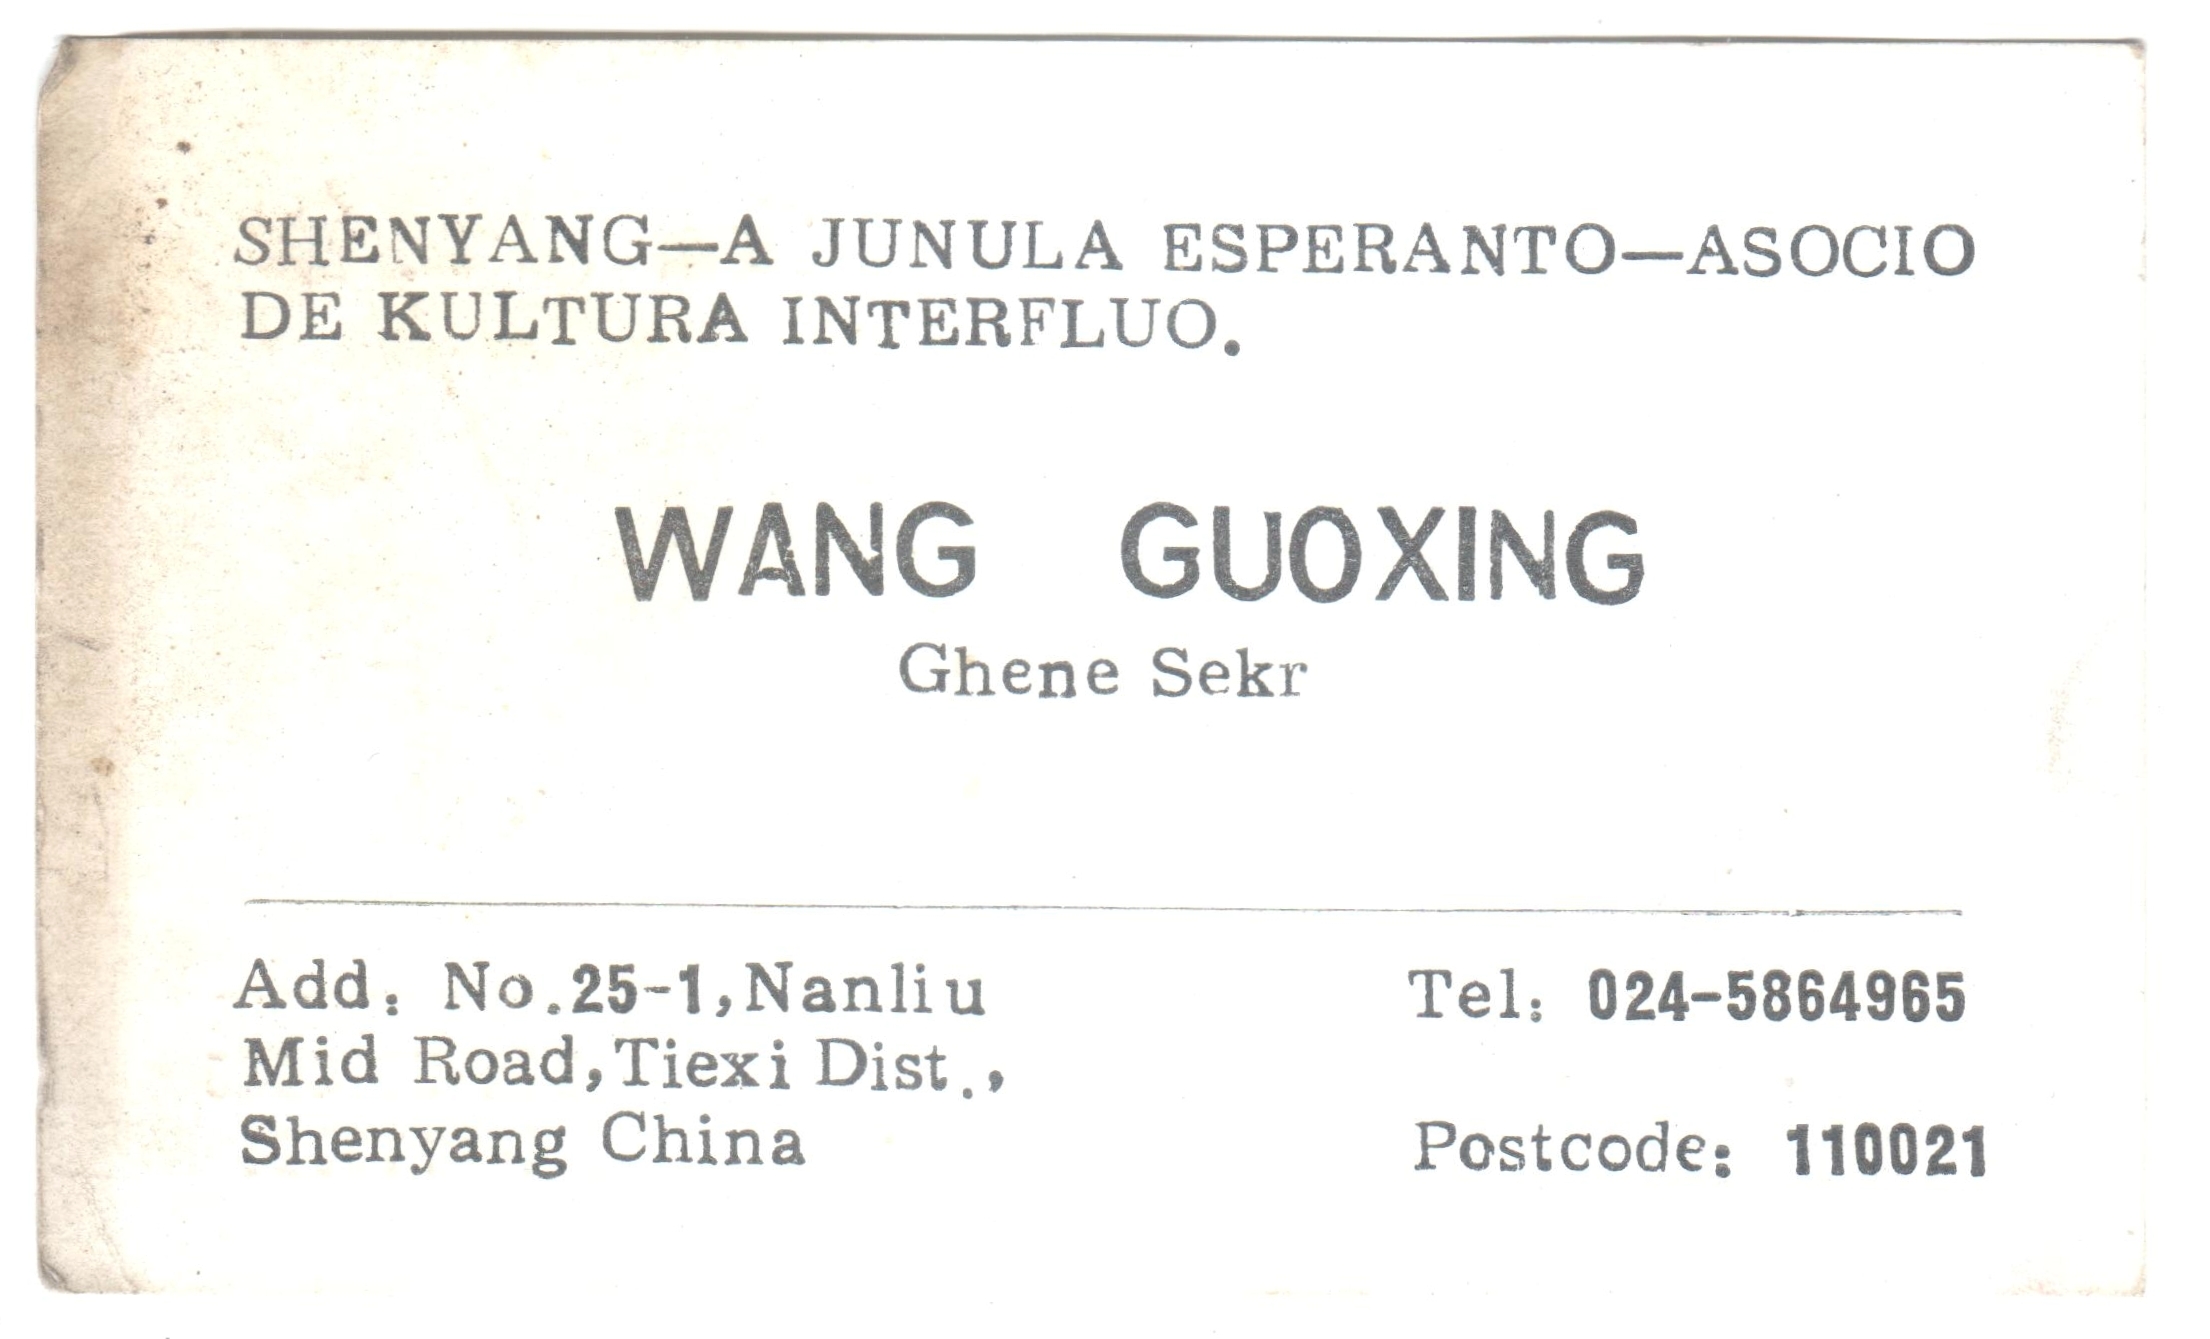 SHENYANG—A JUNULA ESPERANTO—ASOCIO
DE KULTURA INTERFLUO.
WANG GUOXING
Ghene Sekr
Add: No.25-1,Nanliu
Mid Road,Tiexi Dist.,
Shenyang China
Tel: 024-5864965
Postcode: 110021